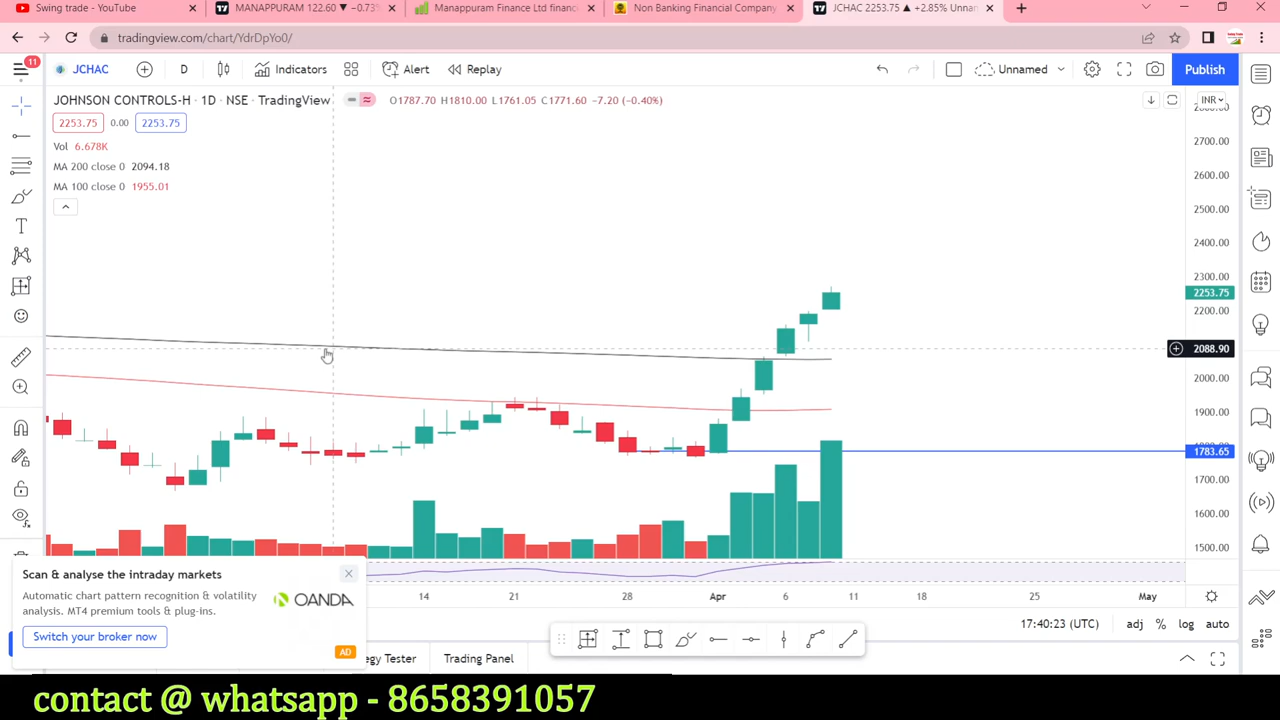 Swing trade - YouTube
MANAPPURAM 122.60 ▼ −0.73%
Manappuram Finance Ltd financ
Non Banking Financial Company
JCHAC 2253.75 ▲ +2.85% Unnan
tradingview.com/chart/YdrDpYo0/
11
JCHAC
D
Indicators
Alert
Replay
Unnamed
Publish
JOHNSON CONTROLS-H · 1D · NSE · TradingView
O1787.70 H1810.00 L1761.05 C1771.60 −7.20 (−0.40%)
INR
2253.75 0.00 2253.75
Vol 6.678K
MA 200 close 0 2094.18
MA 100 close 0 1955.01
2700.00
2600.00
2500.00
2400.00
2300.00
2253.75
2200.00
2088.90
2000.00
1900.00
1783.65
1700.00
1600.00
1500.00
Scan & analyse the intraday markets
Automatic chart pattern recognition & volatility
analysis. MT4 premium tools & plug-ins.
OANDA
Switch your broker now
AD
14 21 28 Apr 6 11 18 25 May
17:40:23 (UTC) adj % log auto
egy Tester
Trading Panel
contact @ whatsapp - 8658391057